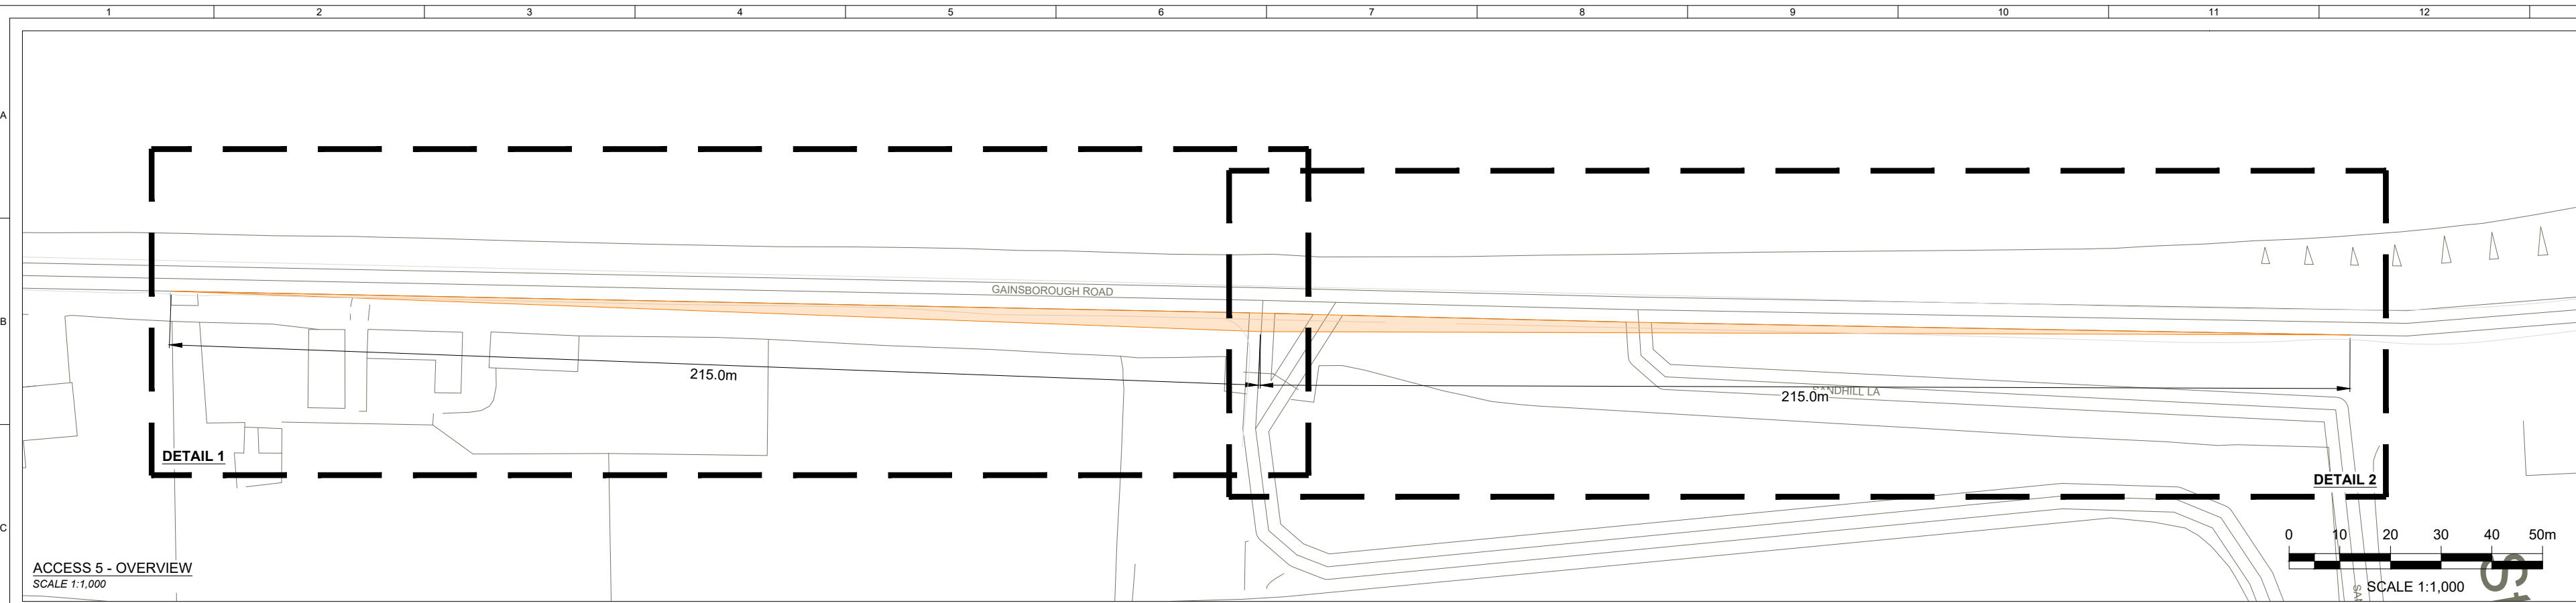 1 2 3 4 5 6 7 8 9 10 11 12
A
B
C
GAINSBOROUGH ROAD
215.0m
SANDHILL LA
215.0m
DETAIL 1
DETAIL 2
ACCESS 5 - OVERVIEW
SCALE 1:1,000
0 10 20 30 40 50m
SCALE 1:1,000